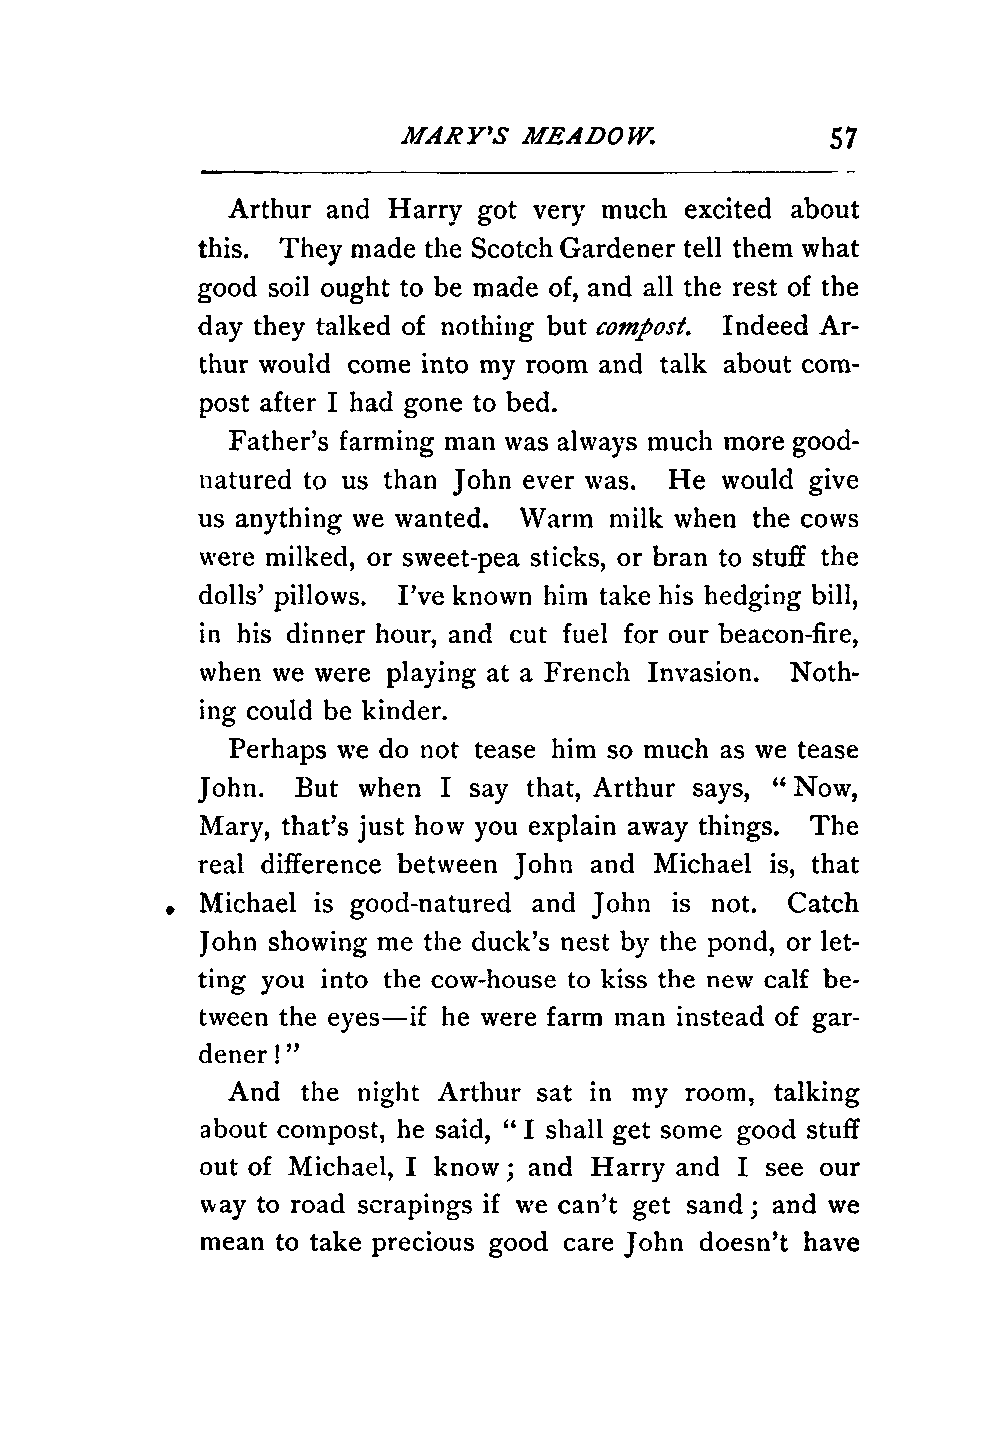 MARY'S MEADOW. 57
Arthur and Harry got very much excited about
this. They made the Scotch Gardener tell them what
good soil ought to be made of, and all the rest of the
day they talked of nothing but compost. Indeed Ar-
thur would come into my room and talk about com-
post after I had gone to bed.
Father's farming man was always much more good-
natured to us than John ever was. He would give
us anything we wanted. Warm milk when the cows
were milked, or sweet-pea sticks, or bran to stuff the
dolls' pillows. I've known him take his hedging bill,
in his dinner hour, and cut fuel for our beacon-fire,
when we were playing at a French Invasion. Noth-
ing could be kinder.
Perhaps we do not tease him so much as we tease
John. But when I say that, Arthur says, "Now,
Mary, that's just how you explain away things. The
real difference between John and Michael is, that
Michael is good-natured and John is not. Catch
John showing me the duck's nest by the pond, or let-
ting you into the cow-house to kiss the new calf be-
tween the eyes—if he were farm man instead of gar-
dener!"
And the night Arthur sat in my room, talking
about compost, he said, "I shall get some good stuff
out of Michael, I know; and Harry and I see our
way to road scrapings if we can't get sand; and we
mean to take precious good care John doesn't have